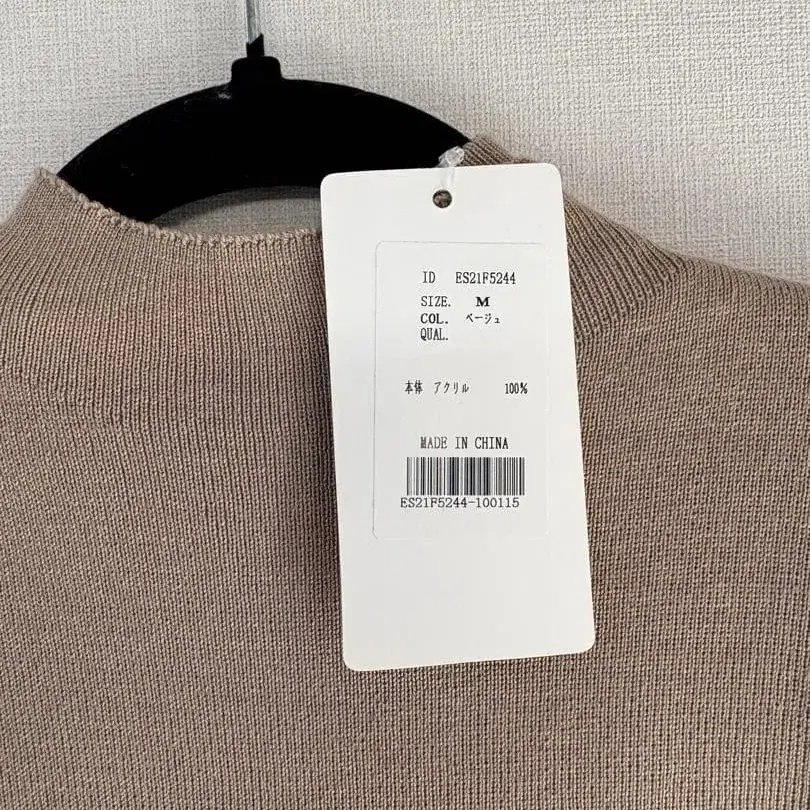 ID ES21F5244
SIZE. M
COL. ベージュ
QUAL.
本体 アクリル 100%
MADE IN CHINA
ES21F5244-100115